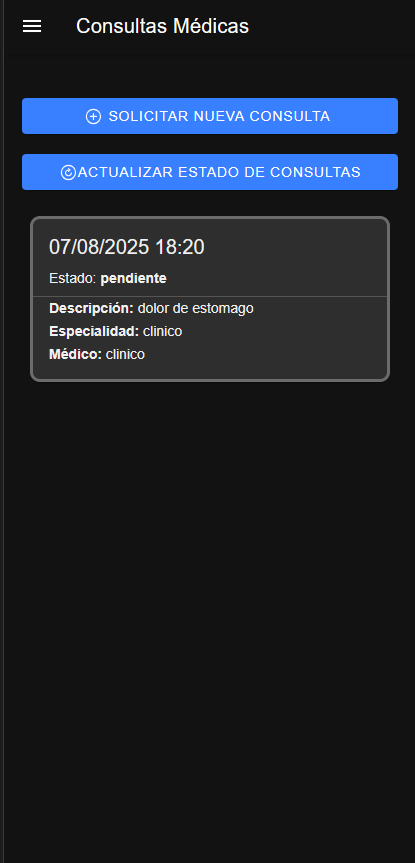 Consultas Médicas
SOLICITAR NUEVA CONSULTA
ACTUALIZAR ESTADO DE CONSULTAS
07/08/2025 18:20
Estado: pendiente
Descripción: dolor de estomago
Especialidad: clinico
Médico: clinico